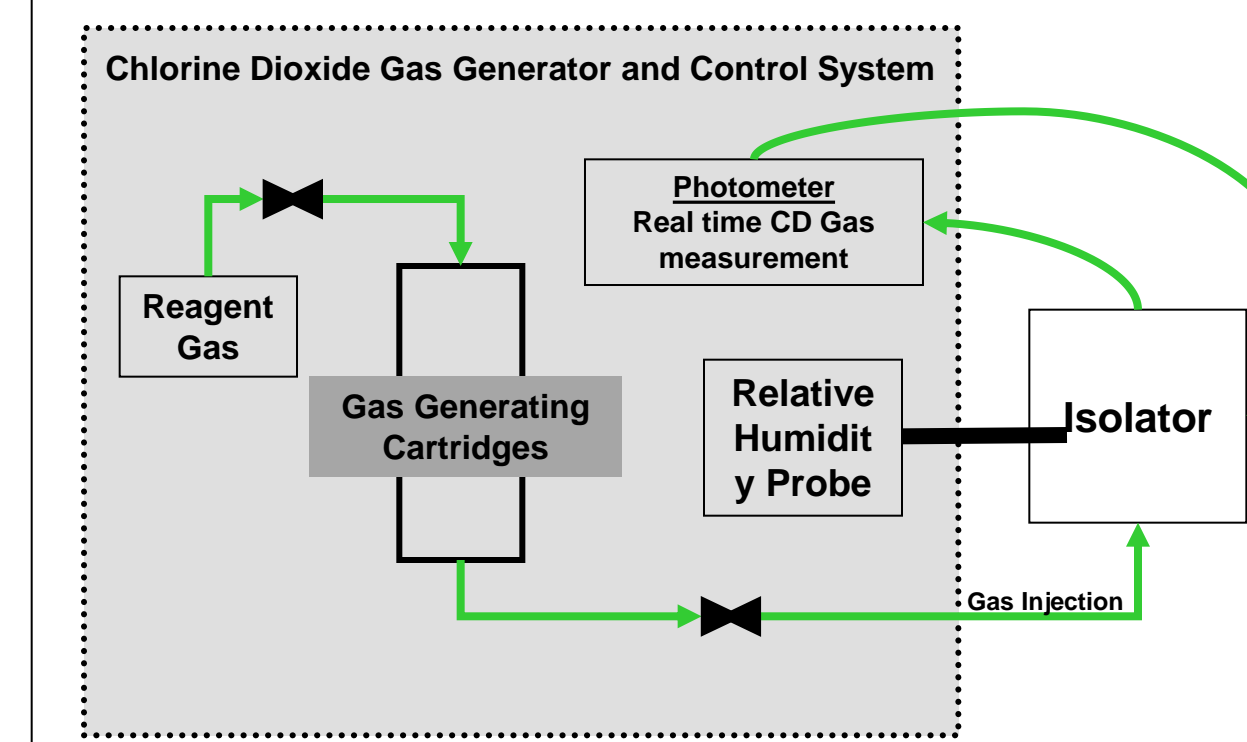 Chlorine Dioxide Gas Generator and Control System
Photometer
Real time CD Gas
measurement
Reagent
Gas
Gas Generating
Cartridges
Relative
Humidit
y Probe
Isolator
Gas Injection